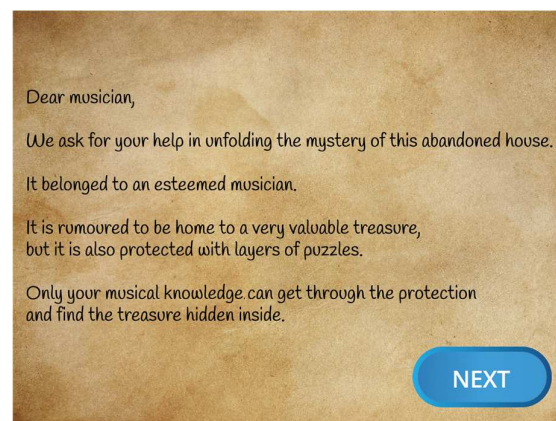 Dear musician,
We ask for your help in unfolding the mystery of this abandoned house.
It belonged to an esteemed musician.
It is rumoured to be home to a very valuable treasure,
but it is also protected with layers of puzzles.
Only your musical knowledge can get through the protection
and find the treasure hidden inside.
NEXT